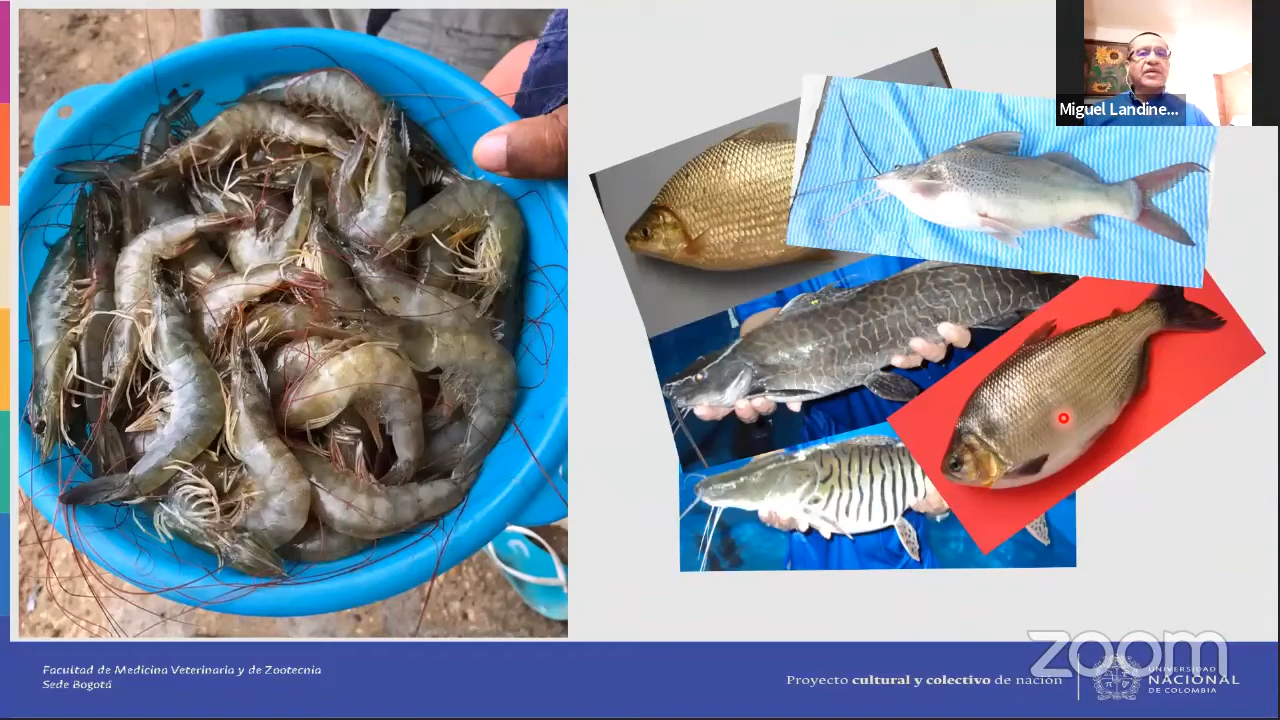 Miguel Landine...
Facultad de Medicina Veterinaria y de Zootecnia
Sede Bogotá
Proyecto cultural y colectivo de nación
zoom
UNIVERSIDAD
NACIONAL
DE COLOMBIA